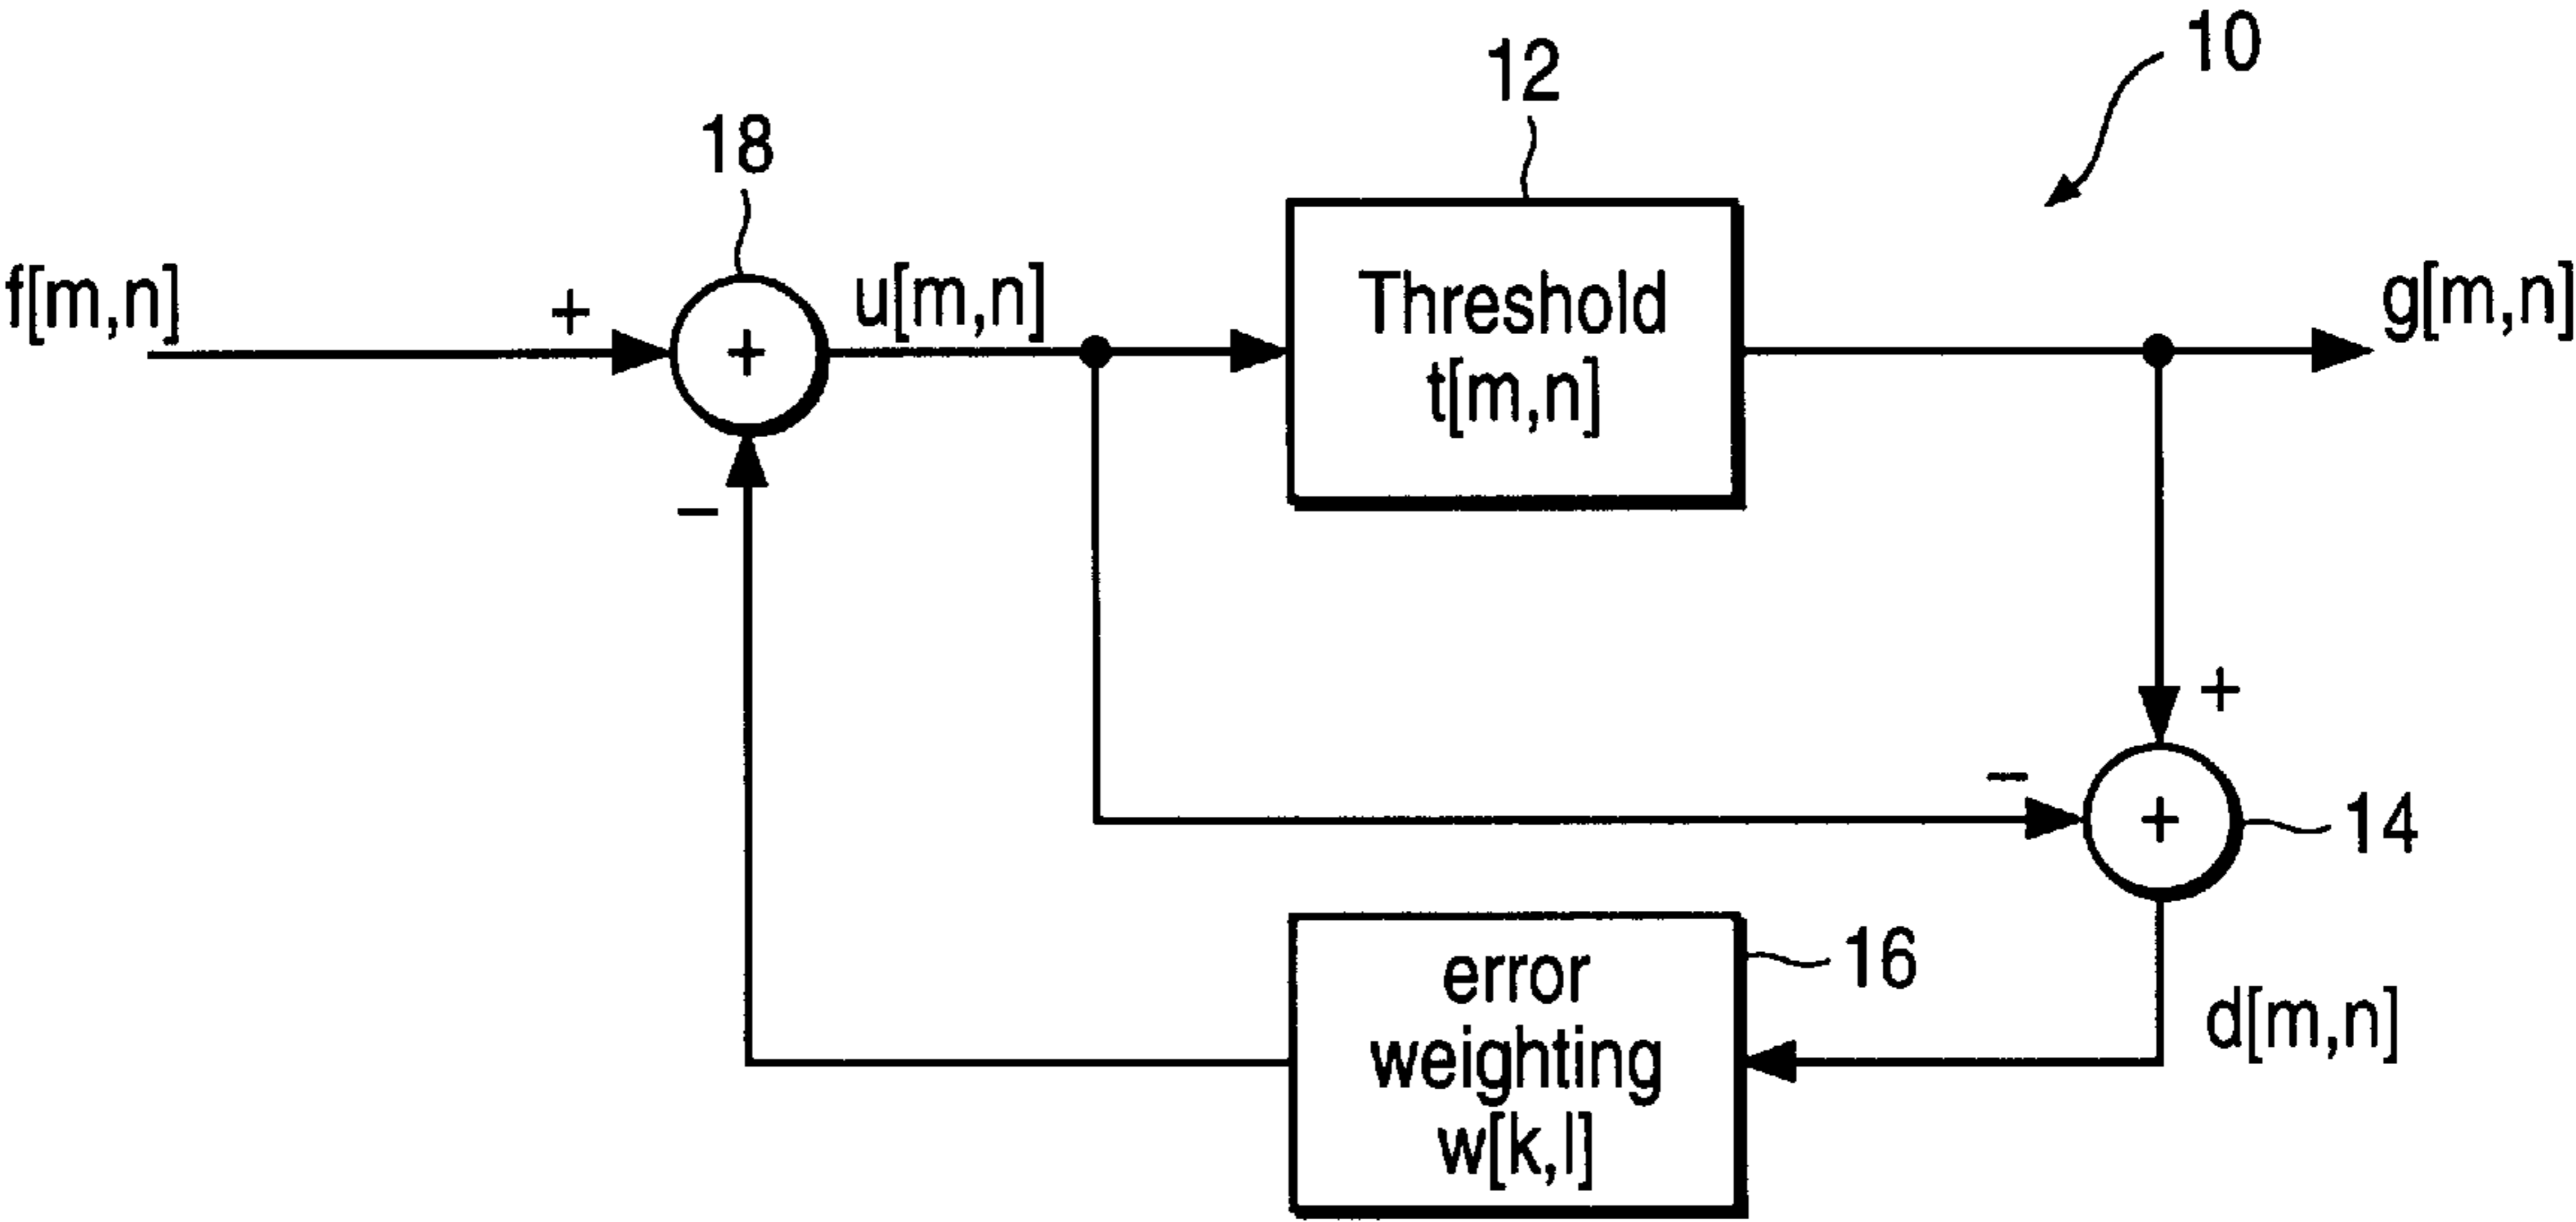 10
12
18
f[m,n]
+
+
u[m,n]
Threshold
t[m,n]
g[m,n]
−
+
−
+
14
error
weighting
w[k,l]
16
d[m,n]